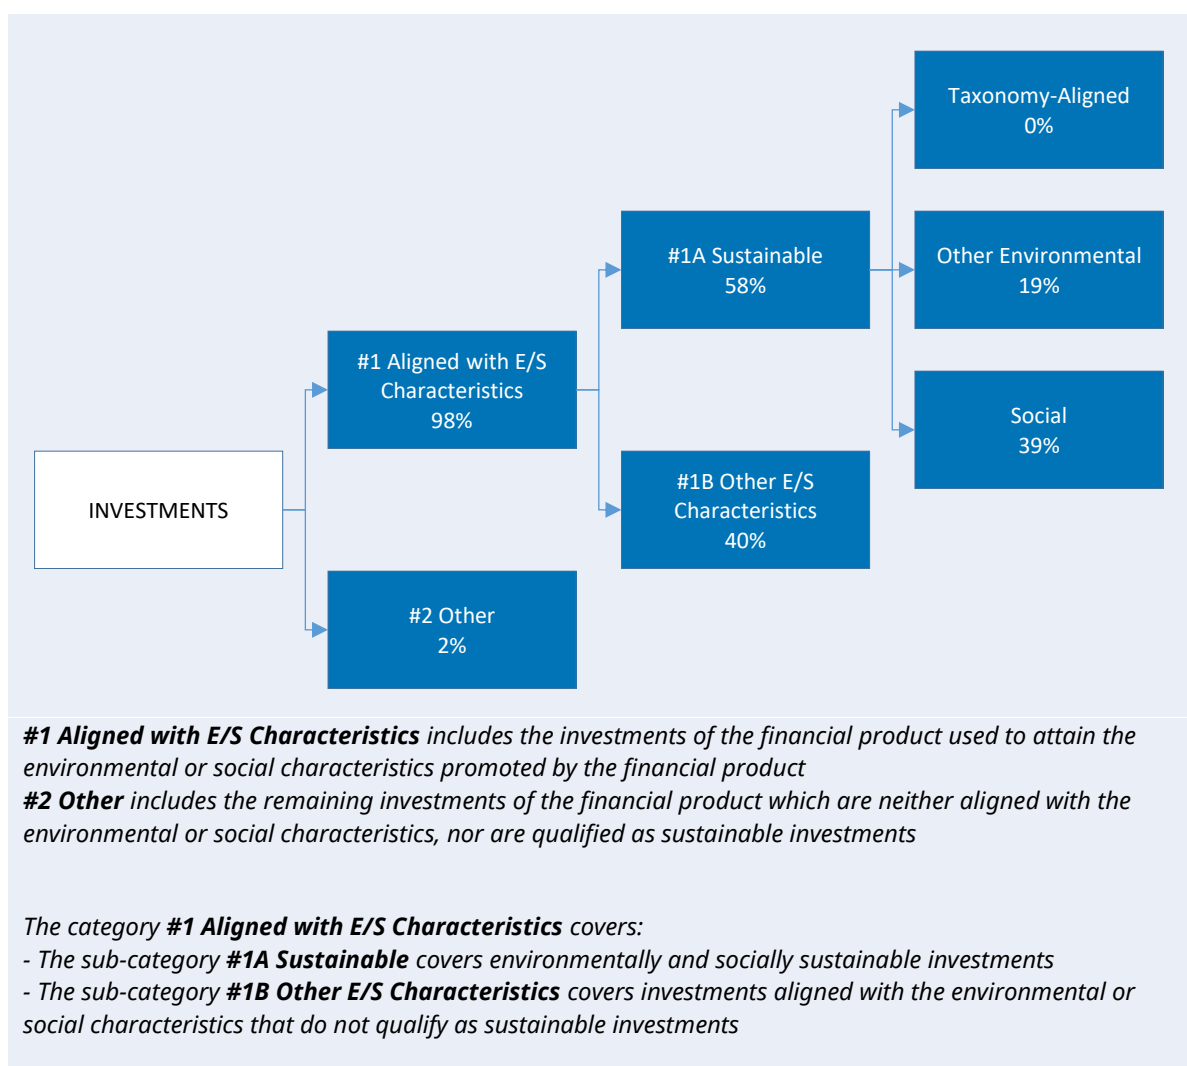 Taxonomy-Aligned
0%
#1A Sustainable
58%
Other Environmental
19%
#1 Aligned with E/S
Characteristics
98%
Social
39%
INVESTMENTS
#1B Other E/S
Characteristics
40%
#2 Other
2%
#1 Aligned with E/S Characteristics includes the investments of the financial product used to attain the
environmental or social characteristics promoted by the financial product
#2 Other includes the remaining investments of the financial product which are neither aligned with the
environmental or social characteristics, nor are qualified as sustainable investments
The category #1 Aligned with E/S Characteristics covers:
- The sub-category #1A Sustainable covers environmentally and socially sustainable investments
- The sub-category #1B Other E/S Characteristics covers investments aligned with the environmental or
social characteristics that do not qualify as sustainable investments